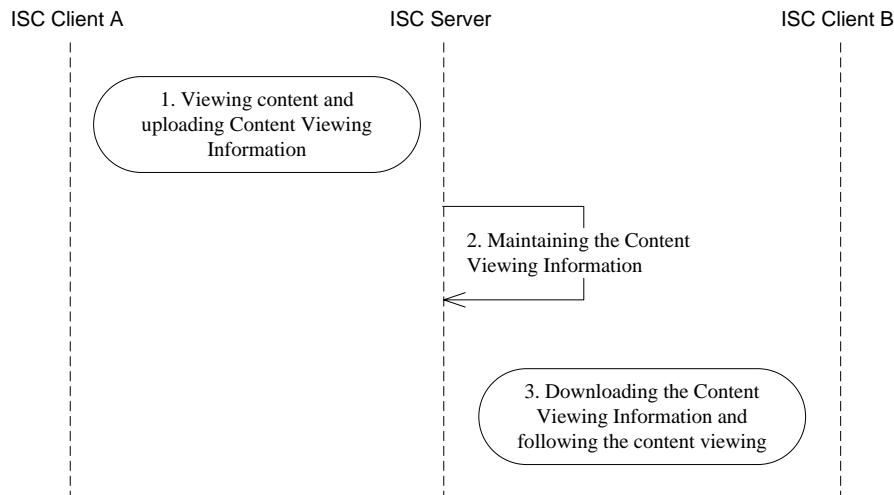 ISC Client A
ISC Server
ISC Client B
1. Viewing content and
uploading Content Viewing
Information
2. Maintaining the Content
Viewing Information
3. Downloading the Content
Viewing Information and
following the content viewing